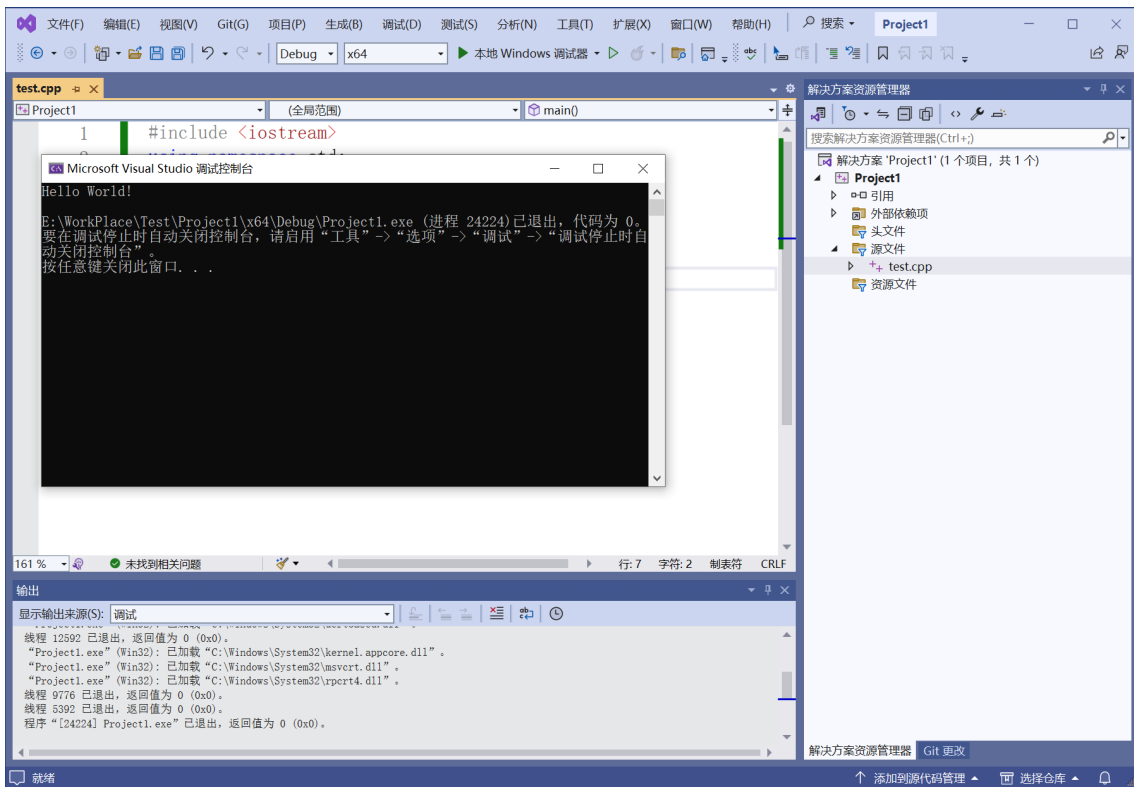 文件(F) 编辑(E) 视图(V) Git(G) 项目(P) 生成(B) 调试(D) 测试(S) 分析(N) 工具(T) 扩展(X) 窗口(W) 帮助(H) 搜索 Project1
Debug x64 本地 Windows 调试器
test.cpp
Project1 (全局范围) main()
1 #include <iostream>
Microsoft Visual Studio 调试控制台
Hello World!
E:\WorkPlace\Test\Project1\x64\Debug\Project1.exe (进程 24224)已退出，代码为 0。
要在调试停止时自动关闭控制台，请启用“工具”->“选项”->“调试”->“调试停止时自
动关闭控制台”。
按任意键关闭此窗口. . .
161 % 未找到相关问题 行: 7 字符: 2 制表符 CRLF
输出
显示输出来源(S): 调试
线程 12592 已退出，返回值为 0 (0x0)。
“Project1.exe”(Win32): 已加载“C:\Windows\System32\kernel.appcore.dll”。
“Project1.exe”(Win32): 已加载“C:\Windows\System32\msvcrt.dll”。
“Project1.exe”(Win32): 已加载“C:\Windows\System32\rpcrt4.dll”。
线程 9776 已退出，返回值为 0 (0x0)。
线程 5392 已退出，返回值为 0 (0x0)。
程序“[24224] Project1.exe”已退出，返回值为 0 (0x0)。
解决方案资源管理器
搜索解决方案资源管理器(Ctrl+;)
解决方案 'Project1' (1 个项目，共 1 个)
Project1
引用
外部依赖项
头文件
源文件
test.cpp
资源文件
解决方案资源管理器 Git 更改
就绪 添加到源代码管理 选择仓库